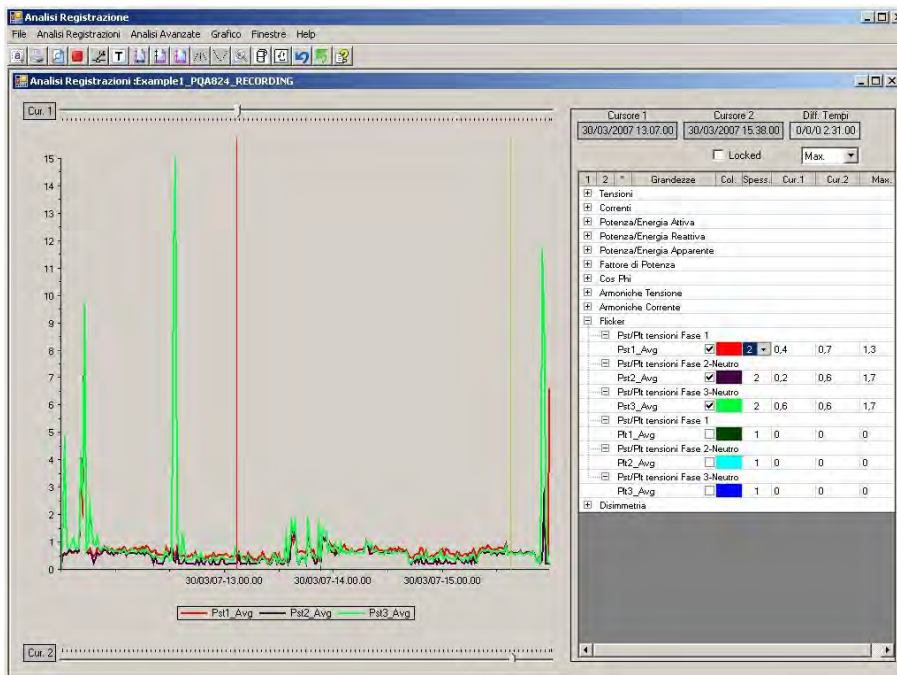 Analisi Registrazione
File Analisi Registrazioni Analisi Avanzate Grafico Finestre Help
Analisi Registrazioni :Example1_PQA824_RECORDING
Cur. 1
15
14
13
12
11
10
9
8
7
6
5
4
3
2
1
0
30/03/07-13.00.00 30/03/07-14.00.00 30/03/07-15.00.00
Pst1_Avg Pst2_Avg Pst3_Avg
Cur. 2
Cursore 1 Cursore 2 Diff. Tempi
30/03/2007 13.07.00 30/03/2007 15.38.00 0/0/0 2.31.00
Locked Max.
1 2 * Grandezze Col. Spess. Cur.1 Cur.2 Max.
Tensioni
Correnti
Potenza/Energia Attiva
Potenza/Energia Reattiva
Potenza/Energia Apparente
Fattore di Potenza
Cos Phi
Armoniche Tensione
Armoniche Corrente
Flicker
Pst/Plt tensioni Fase 1
Pst1_Avg 2 0,4 0,7 1,3
Pst/Plt tensioni Fase 2-Neutro
Pst2_Avg 2 0,2 0,6 1,7
Pst/Plt tensioni Fase 3-Neutro
Pst3_Avg 2 0,6 0,6 1,7
Pst/Plt tensioni Fase 1
Plt1_Avg 1 0 0 0
Pst/Plt tensioni Fase 2-Neutro
Plt2_Avg 1 0 0 0
Pst/Plt tensioni Fase 3-Neutro
Plt3_Avg 1 0 0 0
Disimmetria